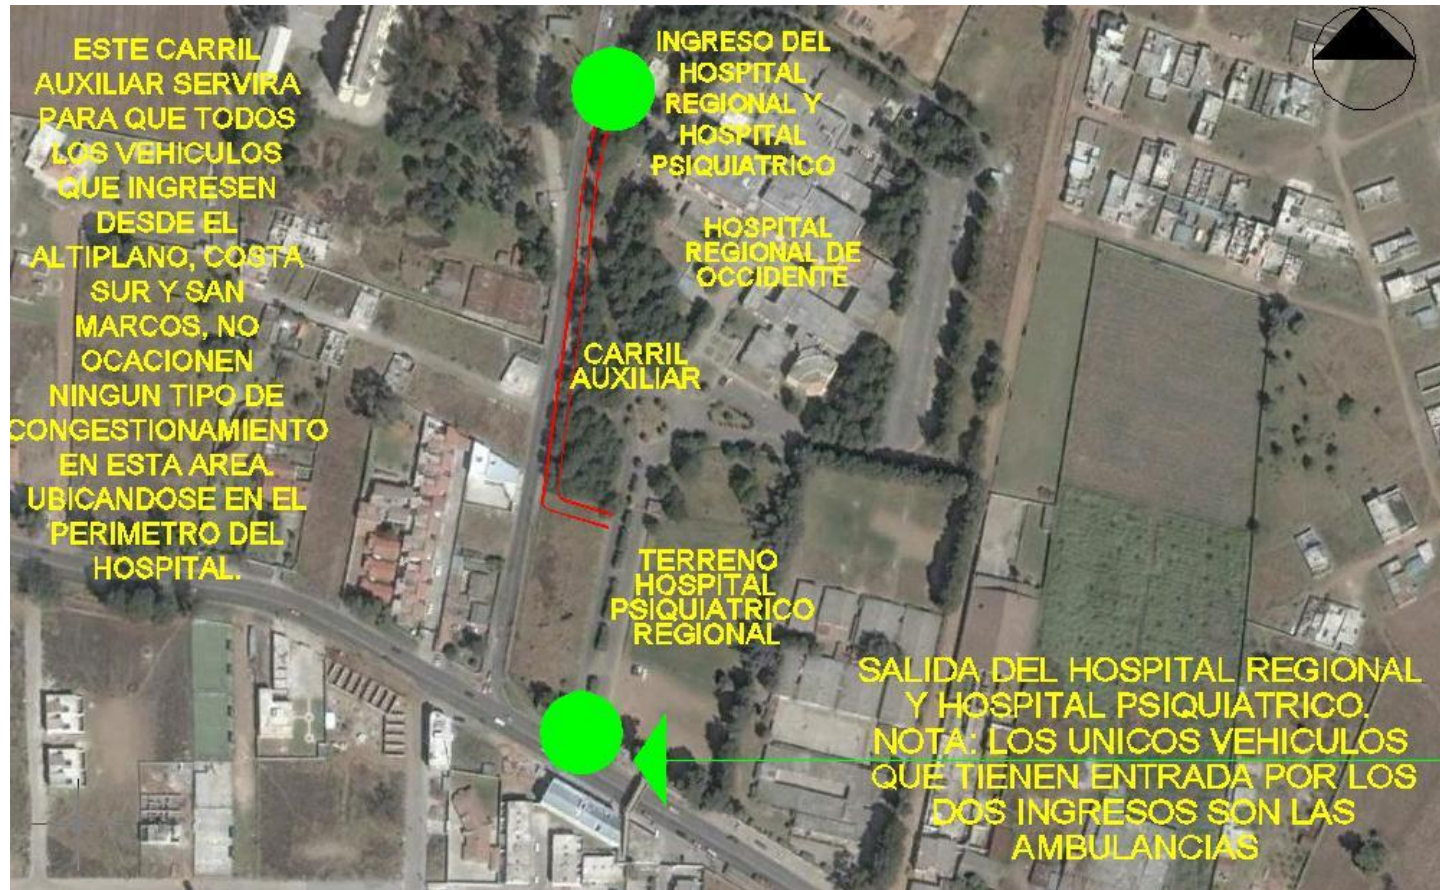 ESTE CARRIL
AUXILIAR SERVIRA
PARA QUE TODOS
LOS VEHICULOS
QUE INGRESEN
DESDE EL
ALTIPLANO, COSTA
SUR Y SAN
MARCOS, NO
OCACIONEN
NINGUN TIPO DE
CONGESTIONAMIENTO
EN ESTA AREA.
UBICANDOSE EN EL
PERIMETRO DEL
HOSPITAL.
INGRESO DEL
HOSPITAL
REGIONAL Y
HOSPITAL
PSIQUIATRICO
HOSPITAL
REGIONAL DE
OCCIDENTE
CARRIL
AUXILIAR
TERRENO
HOSPITAL
PSIQUIATRICO
REGIONAL
SALIDA DEL HOSPITAL REGIONAL
Y HOSPITAL PSIQUIATRICO.
NOTA: LOS UNICOS VEHICULOS
QUE TIENEN ENTRADA POR LOS
DOS INGRESOS SON LAS
AMBULANCIAS